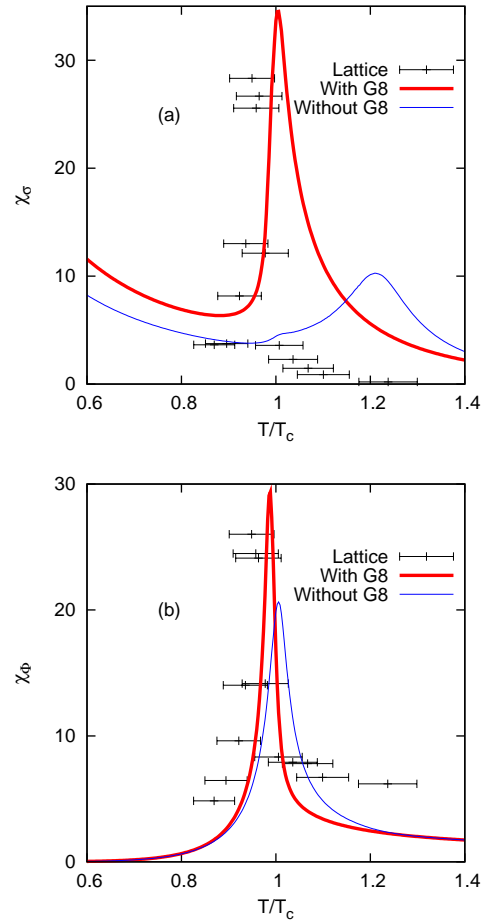 30
20
10
0
χσ
(a)
Lattice
With G8
Without G8
0.6 0.8 1 1.2 1.4
T/Tc
30
20
10
0
χΦ
(b)
Lattice
With G8
Without G8
0.6 0.8 1 1.2 1.4
T/Tc